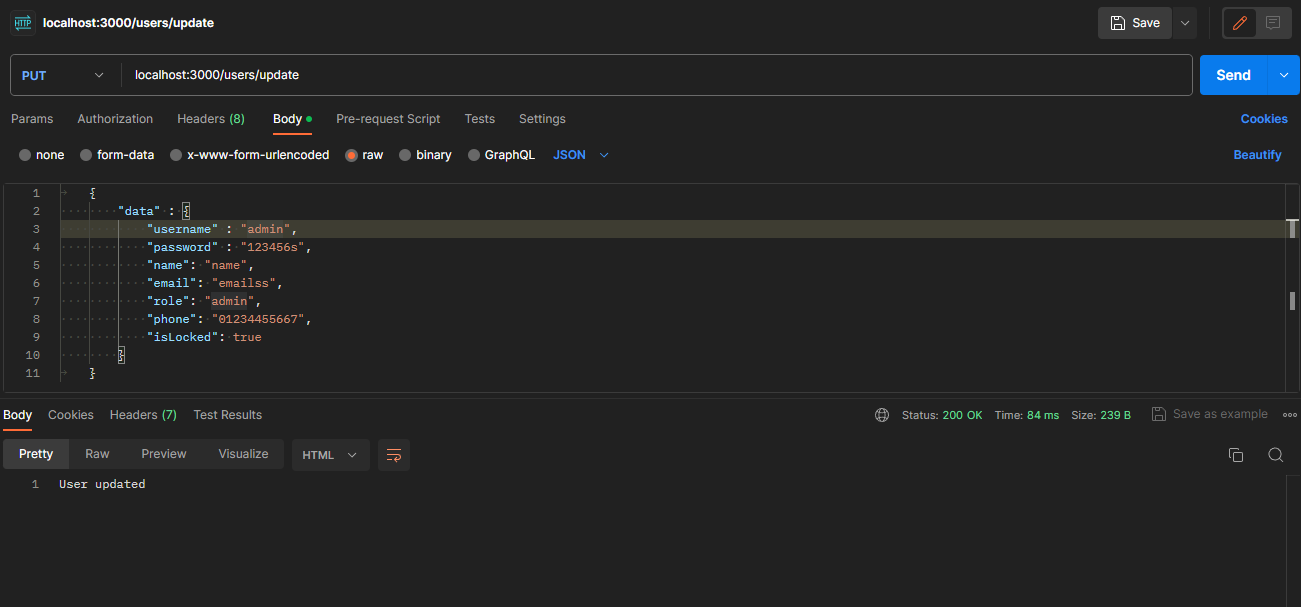 HTTP localhost:3000/users/update Save
PUT localhost:3000/users/update Send
Params Authorization Headers (8) Body Pre-request Script Tests Settings Cookies
none form-data x-www-form-urlencoded raw binary GraphQL JSON Beautify
1 {
2 "data" : {
3 "username" : "admin",
4 "password" : "123456s",
5 "name": "name",
6 "email": "emailss",
7 "role": "admin",
8 "phone": "01234455667",
9 "isLocked": true
10 }
11 }
Body Cookies Headers (7) Test Results Status: 200 OK Time: 84 ms Size: 239 B Save as example
Pretty Raw Preview Visualize HTML
1 User updated